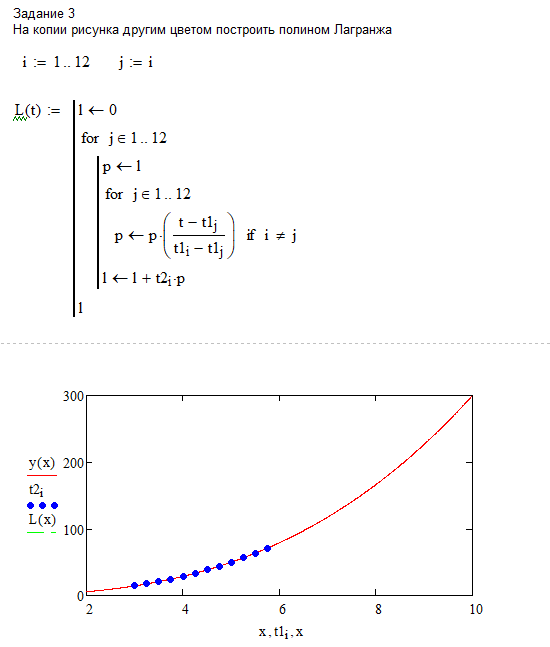 Задание 3
На копии рисунка другим цветом построить полином Лагранжа
i := 1 .. 12 j := i
L(t) := l ← 0
for j ∈ 1 .. 12
p ← 1
for j ∈ 1 .. 12
p ← p·((t − t1j)/(t1i − t1j)) if i ≠ j
l ← l + t2i·p
l
300
200
100
0
y(x)
t2i
L(x)
2 4 6 8 10
x, t1i, x